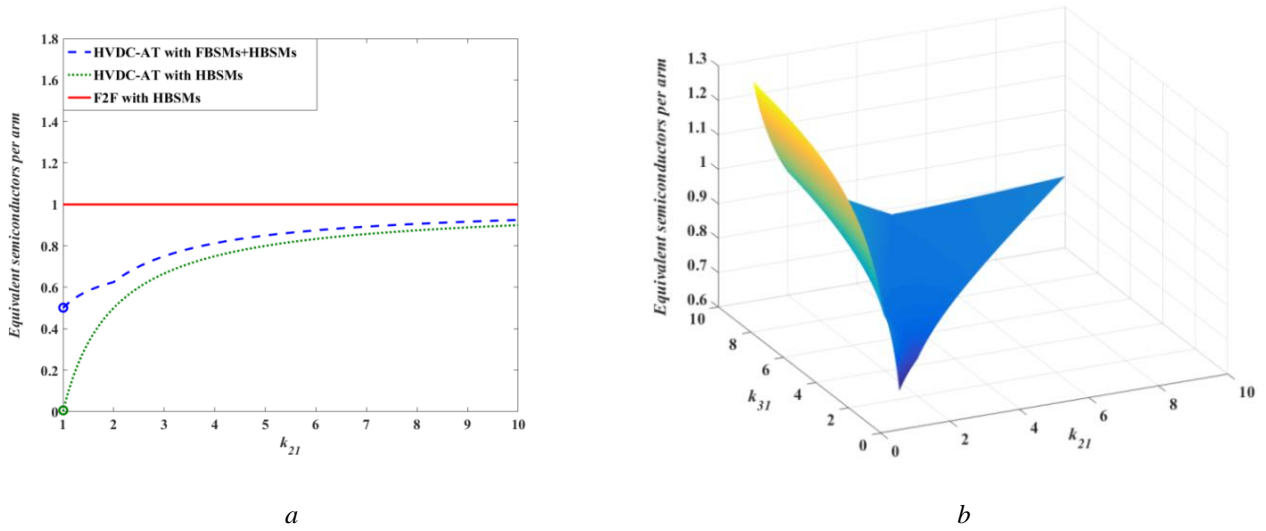 1.8
1.6
1.4
1.2
1
0.8
0.6
0.4
0.2
0
Equivalent semiconductors per arm
HVDC-AT with FBSMs+HBSMs
HVDC-AT with HBSMs
F2F with HBSMs
1 2 3 4 5 6 7 8 9 10
k21
a
1.3
1.2
1.1
1
0.9
0.8
0.7
0.6
Equivalent semiconductors per arm
10
8
6
4
2
0
k31
0
2
4
6
8
10
k21
b